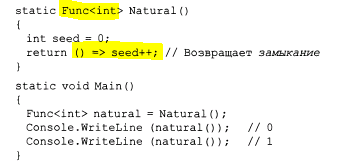 static Func<int> Natural()
{
int seed = 0;
return () => seed++; // Возвращает замыкание
}
static void Main()
{
Func<int> natural = Natural();
Console.WriteLine (natural()); // 0
Console.WriteLine (natural()); // 1
}